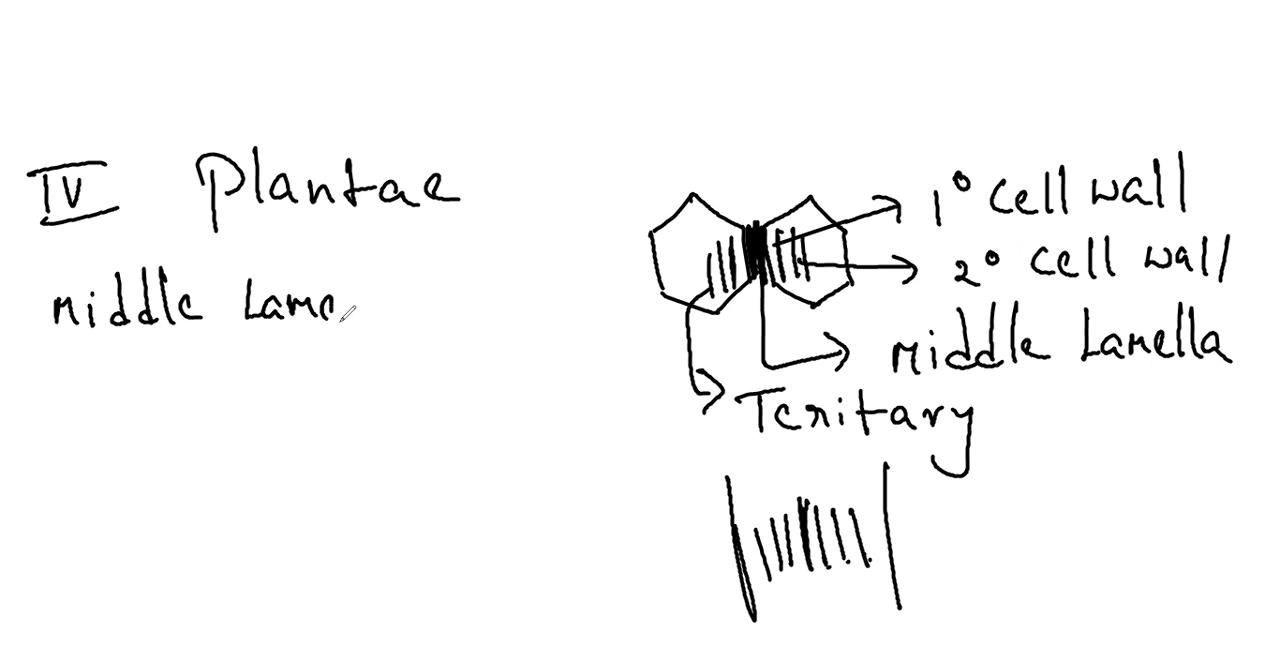 IV Plantae
Middle Lame
1° cell wall
2° cell wall
Middle Lamella
Teritary